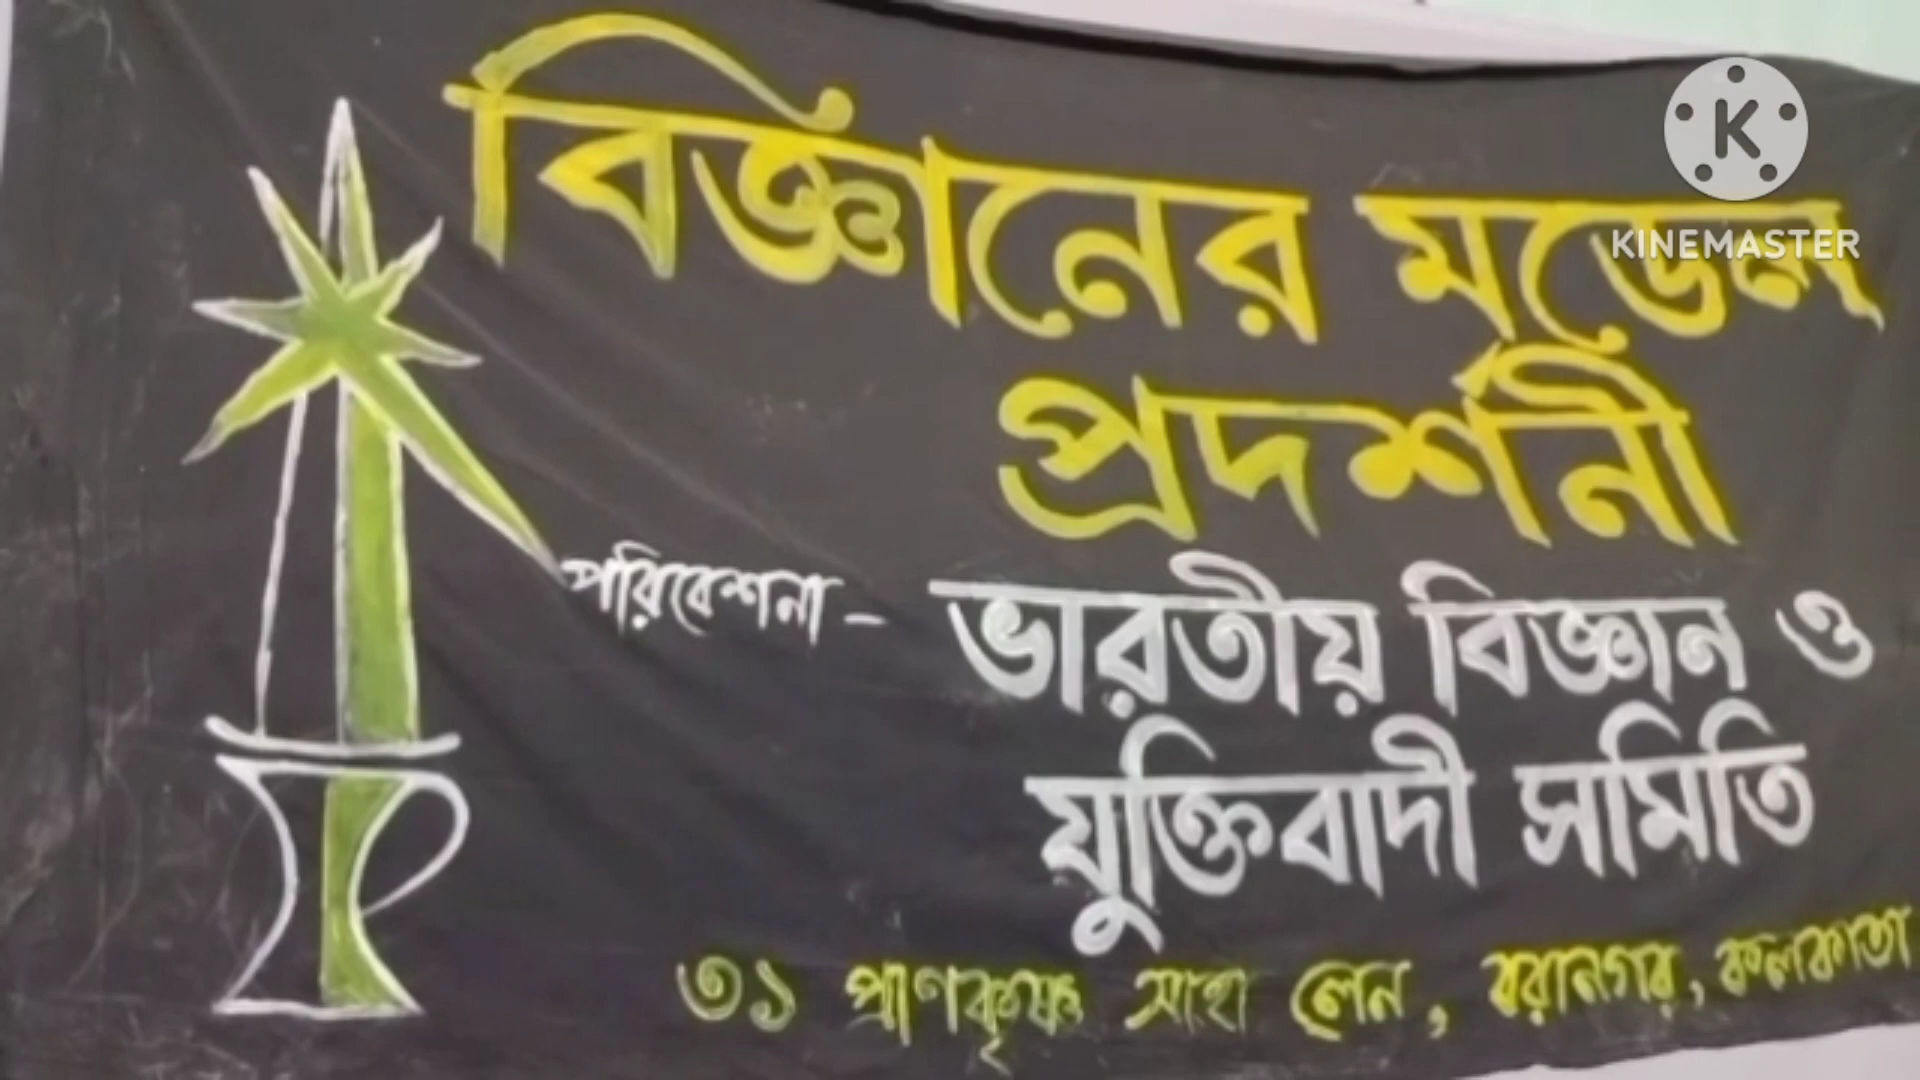 বিজ্ঞানের মডেল
প্রদর্শনী
পরিবেশনা - ভারতীয় বিজ্ঞান ও
যুক্তিবাদী সমিতি
৩১ প্রাণকৃষ্ণ সাহা লেন, বরানগর, কলকাতা
K
KINEMASTER